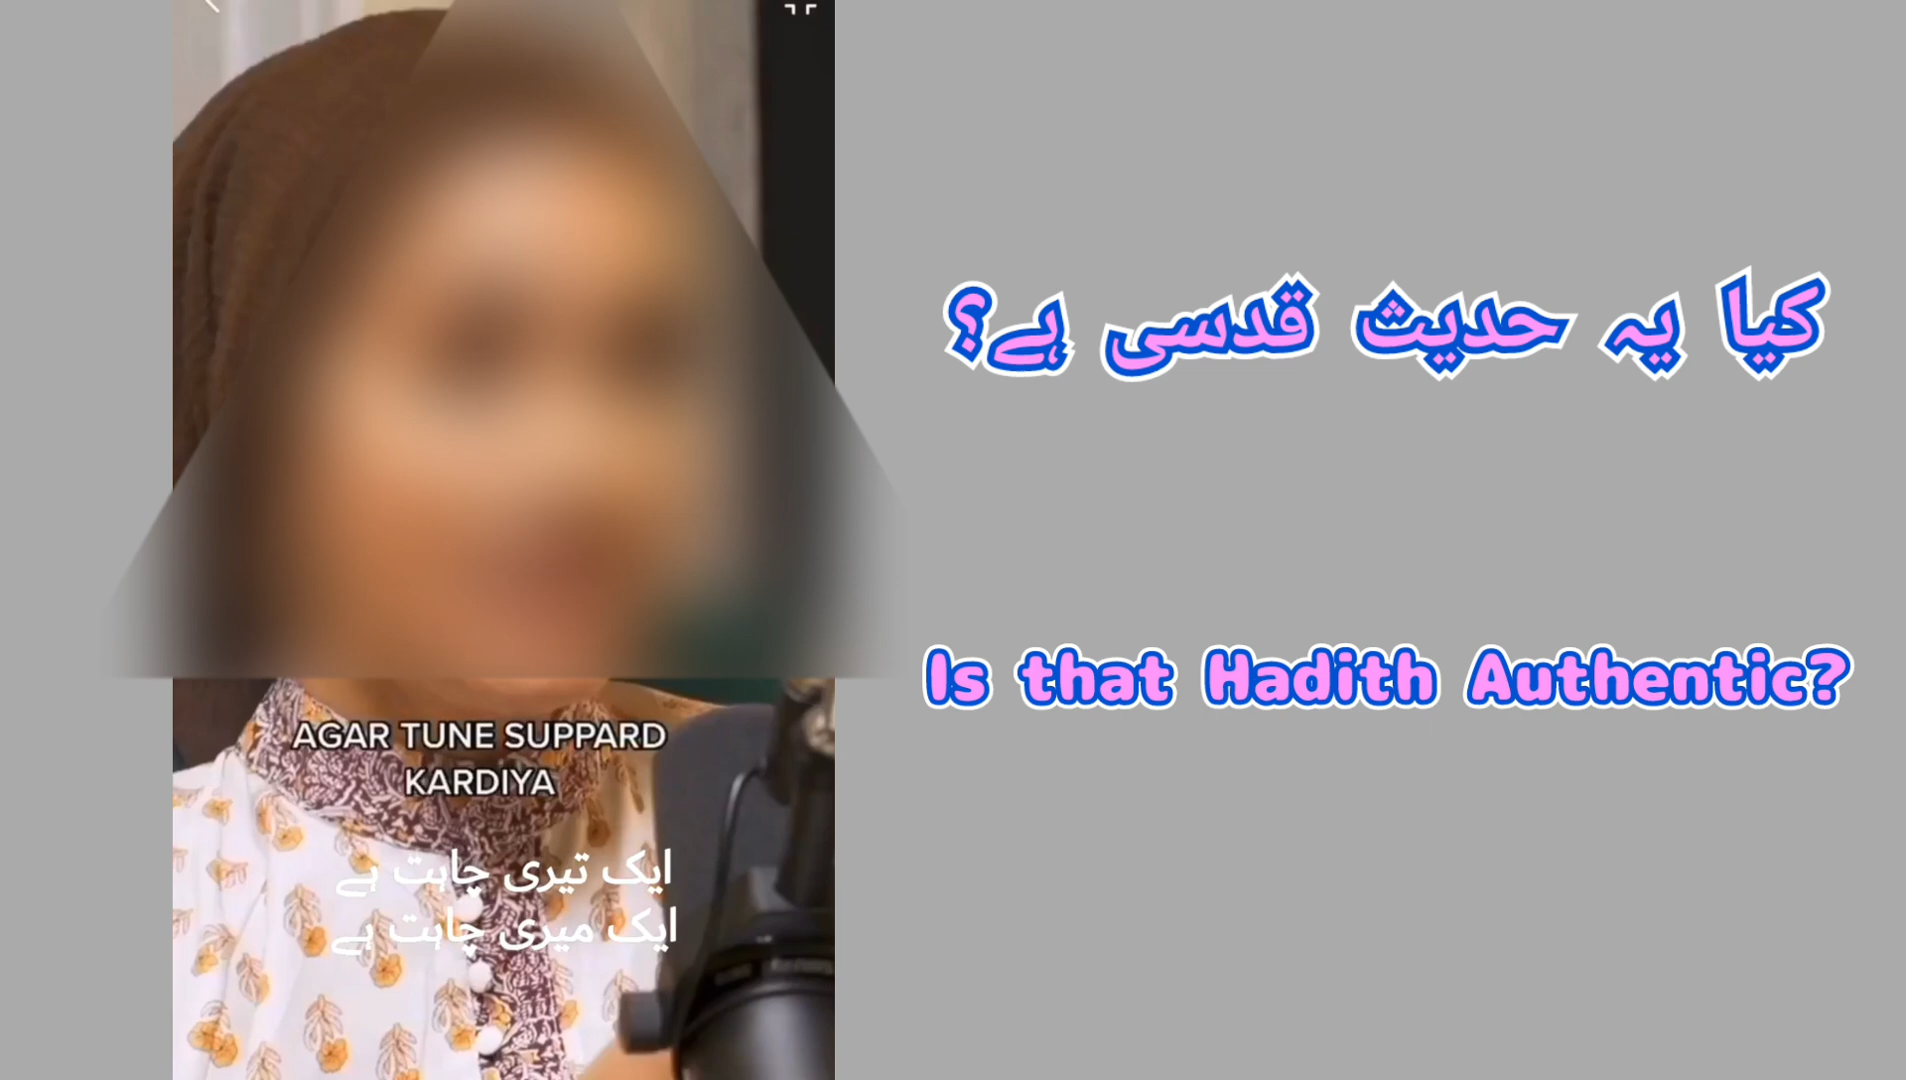 کیا یہ حدیث قدسی ہے؟
Is that Hadith Authentic?
AGAR TUNE SUPPARD
KARDIYA
ایک تیری چاہت ہے
ایک میری چاہت ہے